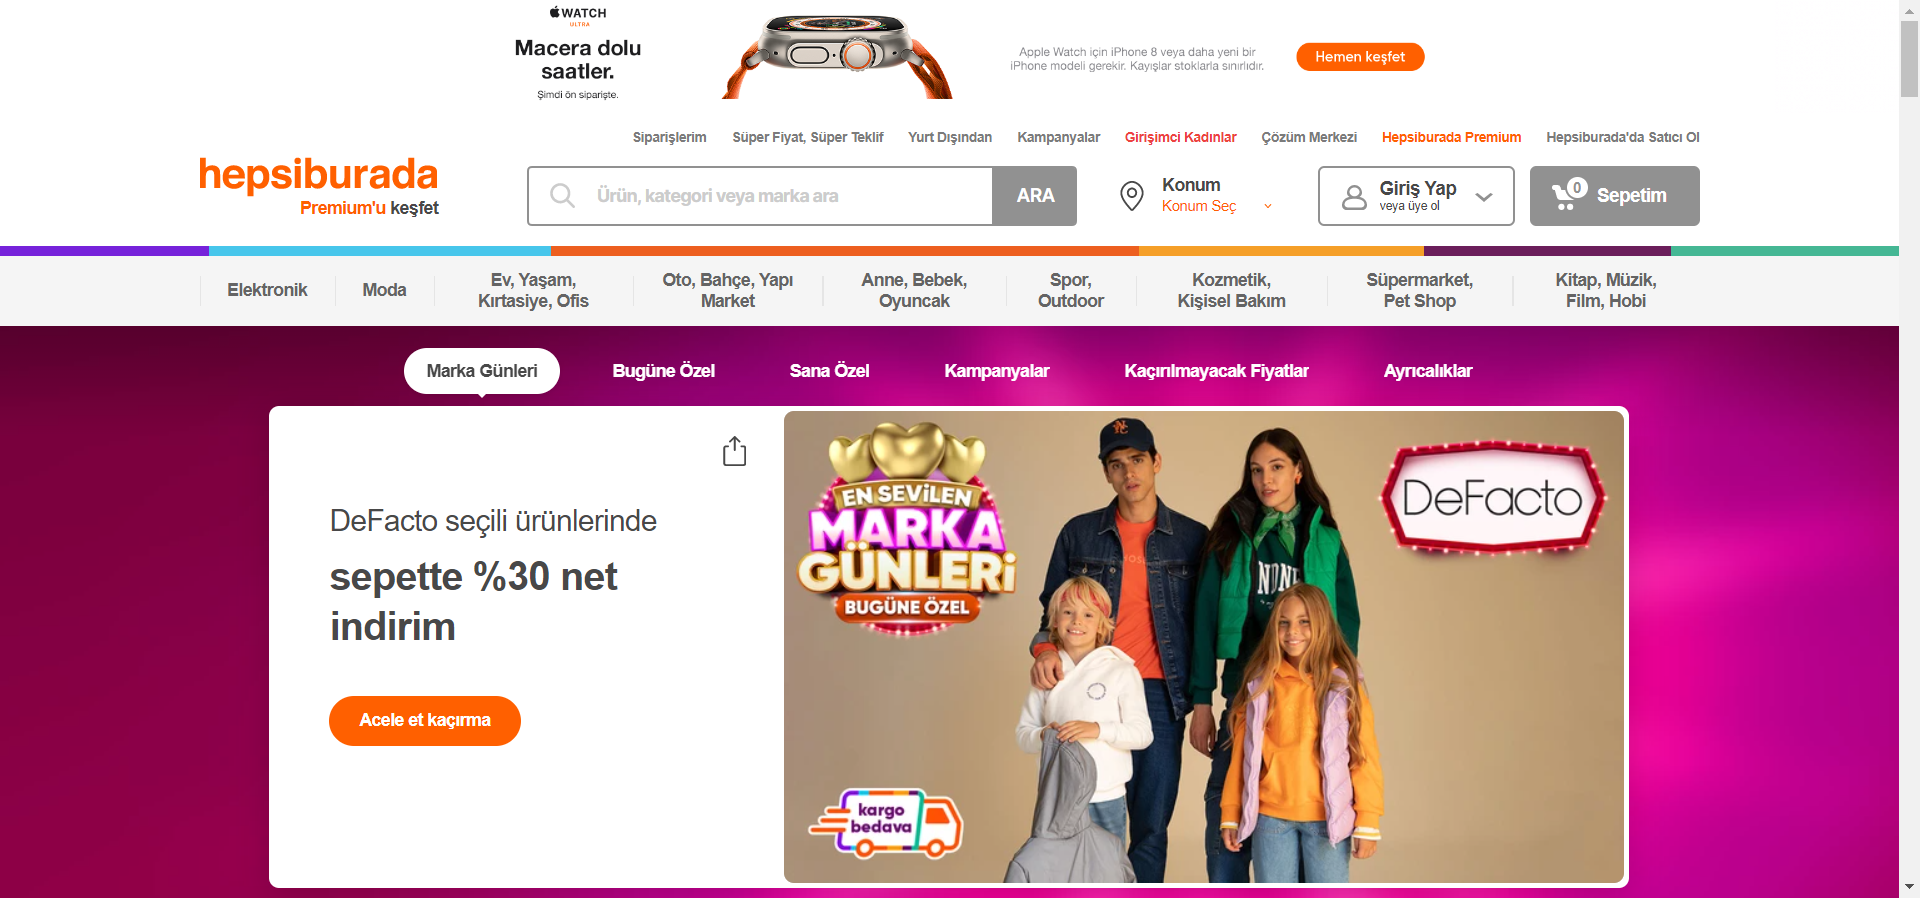 WATCH
ULTRA
Macera dolu
saatler.
Şimdi ön siparişte.
Apple Watch için iPhone 8 veya daha yeni bir
iPhone modeli gerekir. Kayışlar stoklarla sınırlıdır.
Hemen keşfet
Siparişlerim Süper Fiyat, Süper Teklif Yurt Dışından Kampanyalar Girişimci Kadınlar Çözüm Merkezi Hepsiburada Premium Hepsiburada'da Satıcı Ol
hepsiburada
Premium'u keşfet
Ürün, kategori veya marka ara
ARA
Konum
Konum Seç
Giriş Yap
veya üye ol
0
Sepetim
Elektronik
Moda
Ev, Yaşam,
Kırtasiye, Ofis
Oto, Bahçe, Yapı
Market
Anne, Bebek,
Oyuncak
Spor,
Outdoor
Kozmetik,
Kişisel Bakım
Süpermarket,
Pet Shop
Kitap, Müzik,
Film, Hobi
Marka Günleri Bugüne Özel Sana Özel Kampanyalar Kaçırılmayacak Fiyatlar Ayrıcalıklar
DeFacto seçili ürünlerinde
sepette %30 net
indirim
Acele et kaçırma
EN SEVİLEN
MARKA
GÜNLERİ
BUGÜNE ÖZEL
DeFacto
kargo
bedava